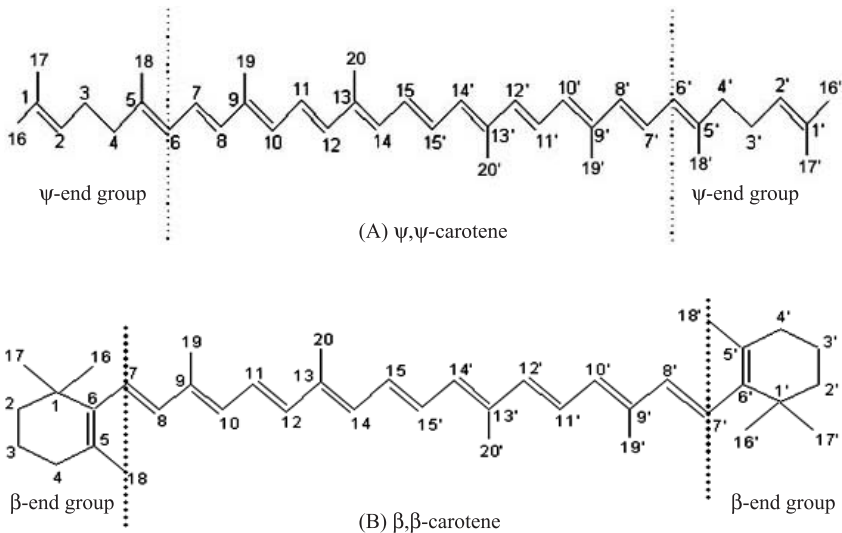 17 18 19 20
3 7 11 15 14' 12' 10' 8' 6' 4' 2' 16'
1 5 9 13
16 2 4 6 8 10 12 14 15' 13' 11' 9' 7' 5' 3' 1'
20' 19' 18' 17'
ψ-end group ψ-end group
(A) ψ,ψ-carotene
18' 4'
17 16 19 20 5' 3'
7 11 15 14' 12' 10' 8'
2 1 6 9 13 6' 1' 2'
3 5 8 10 12 14 15' 13' 11' 9' 7'
4 18 20' 19' 16' 17'
β-end group β-end group
(B) β,β-carotene